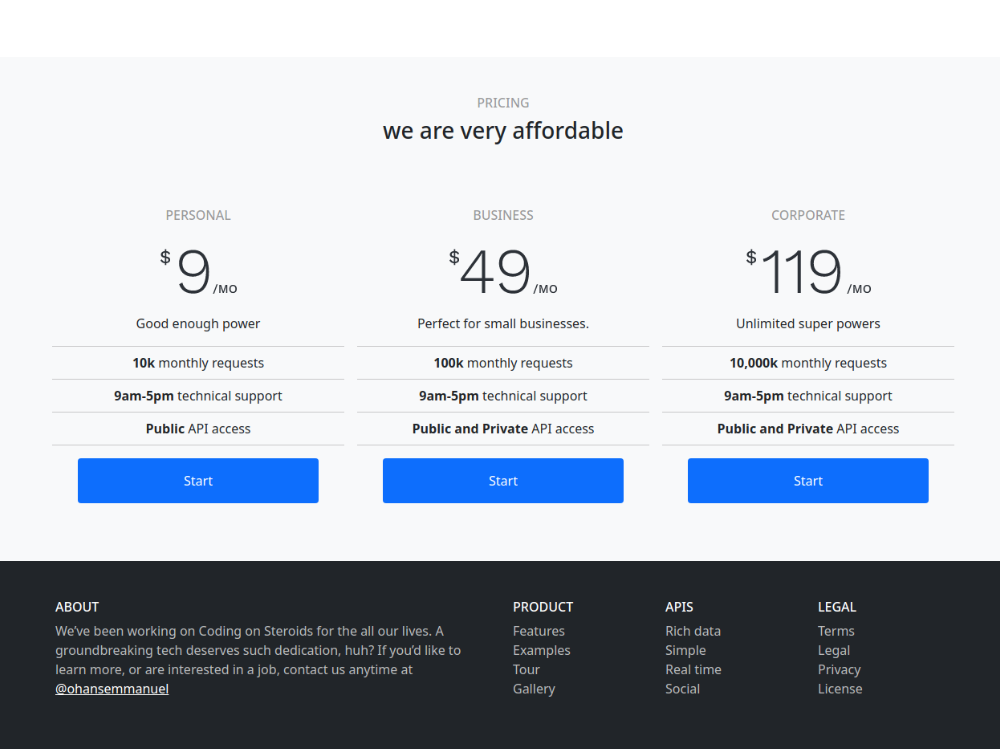 PRICING
we are very affordable
PERSONAL
$9/MO
Good enough power
10k monthly requests
9am-5pm technical support
Public API access
Start
BUSINESS
$49/MO
Perfect for small businesses.
100k monthly requests
9am-5pm technical support
Public and Private API access
Start
CORPORATE
$119/MO
Unlimited super powers
10,000k monthly requests
9am-5pm technical support
Public and Private API access
Start
ABOUT
We've been working on Coding on Steroids for the all our lives. A
groundbreaking tech deserves such dedication, huh? If you'd like to
learn more, or are interested in a job, contact us anytime at
@ohansemmanuel
PRODUCT
Features
Examples
Tour
Gallery
APIS
Rich data
Simple
Real time
Social
LEGAL
Terms
Legal
Privacy
License